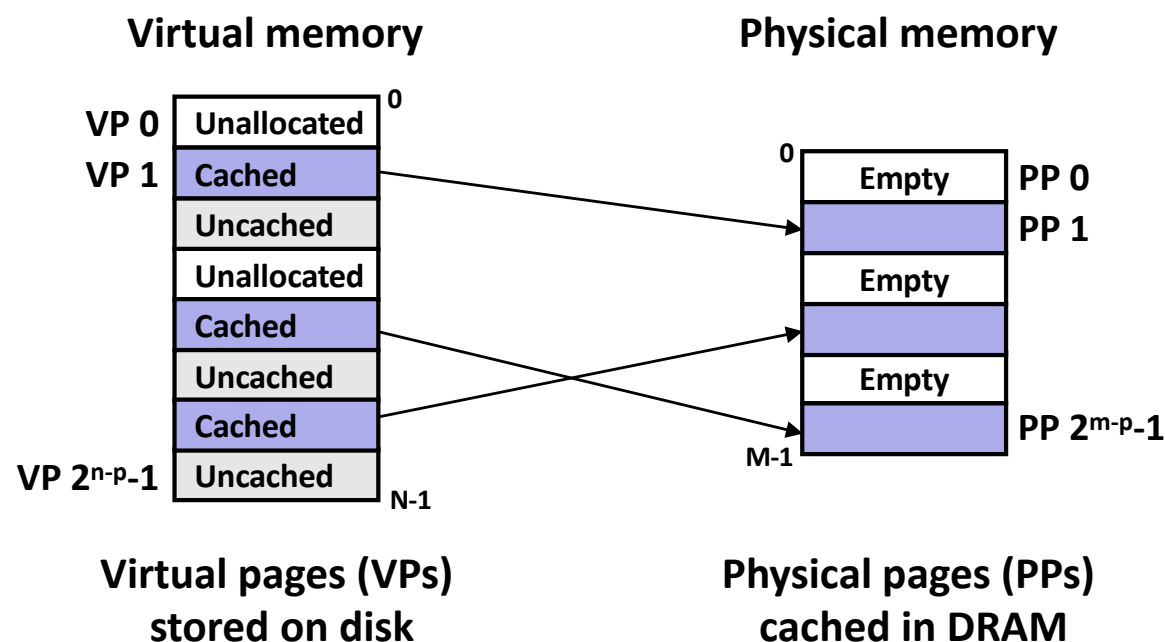 Virtual memory
Physical memory
0
VP 0 Unallocated
VP 1 Cached
Uncached
Unallocated
Cached
Uncached
Cached
VP 2ⁿ⁻ᵖ-1 Uncached
N-1
0
Empty PP 0
PP 1
Empty
Empty
PP 2ᵐ⁻ᵖ-1
M-1
Virtual pages (VPs)
stored on disk
Physical pages (PPs)
cached in DRAM